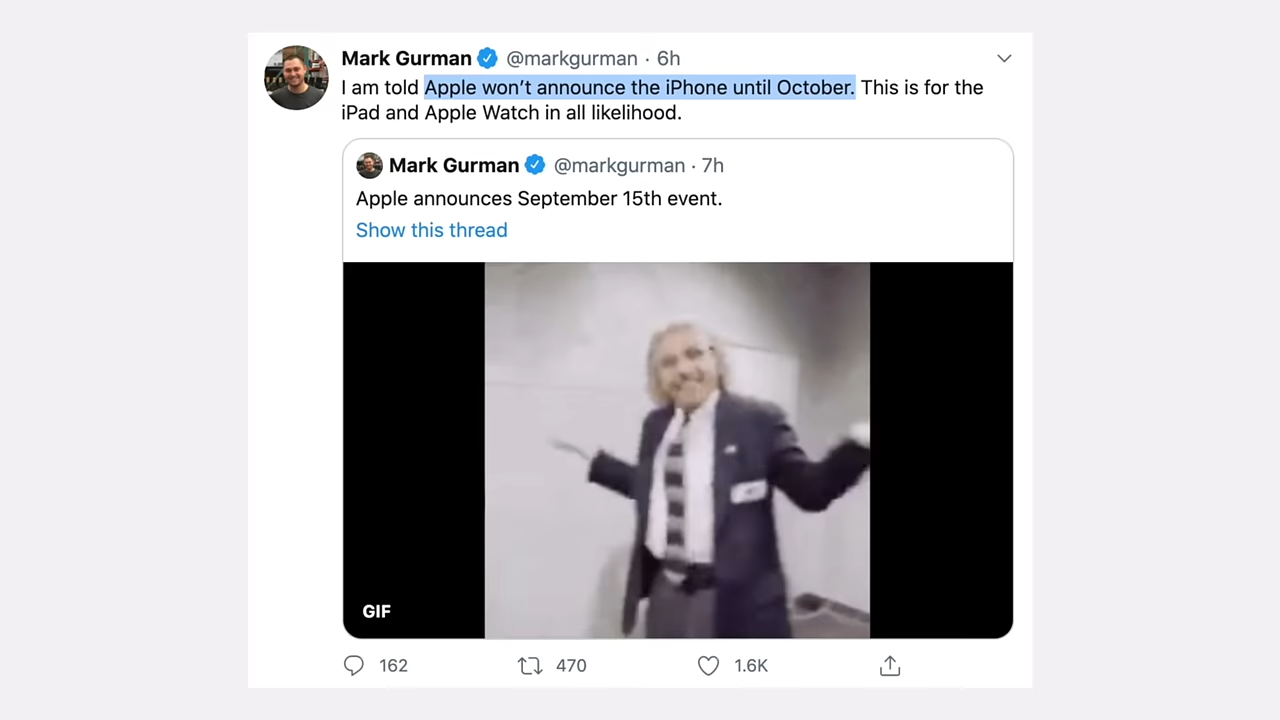 Mark Gurman @markgurman · 6h
I am told Apple won’t announce the iPhone until October. This is for the
iPad and Apple Watch in all likelihood.
Mark Gurman @markgurman · 7h
Apple announces September 15th event.
Show this thread
GIF
162 470 1.6K